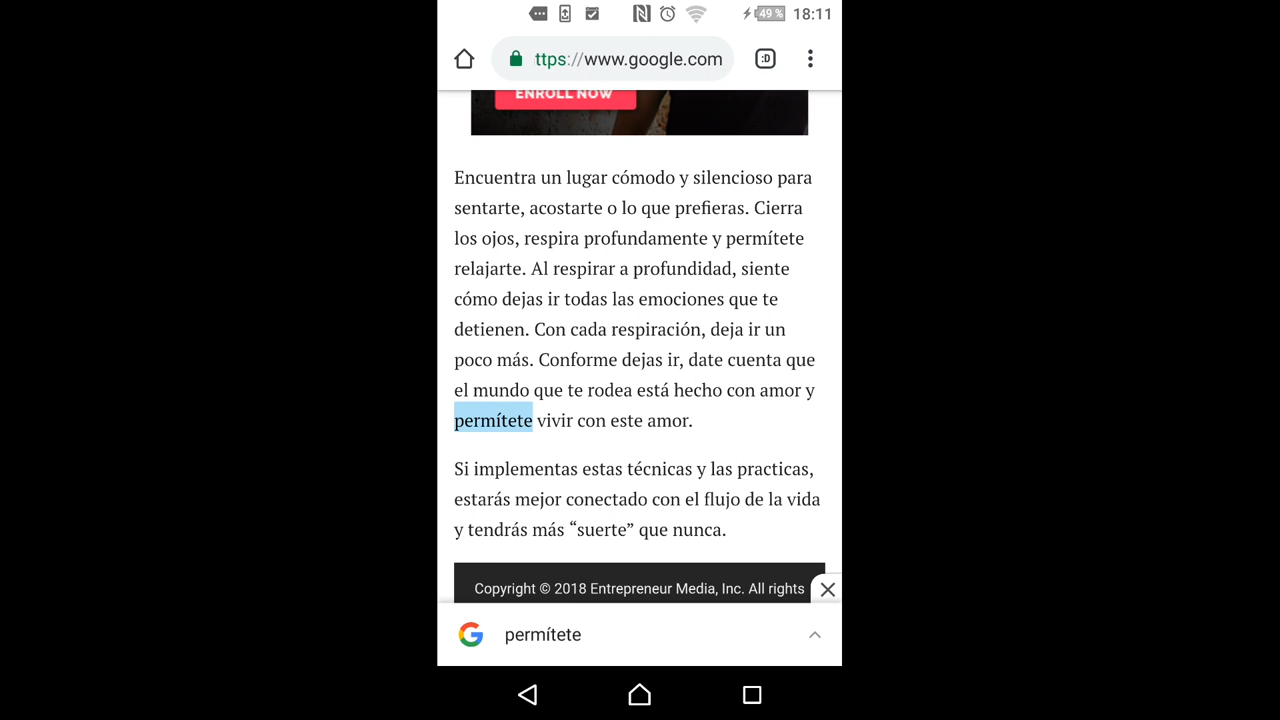 49 % 18:11
ttps://www.google.com :D
ENROLL NOW
Encuentra un lugar cómodo y silencioso para
sentarte, acostarte o lo que prefieras. Cierra
los ojos, respira profundamente y permítete
relajarte. Al respirar a profundidad, siente
cómo dejas ir todas las emociones que te
detienen. Con cada respiración, deja ir un
poco más. Conforme dejas ir, date cuenta que
el mundo que te rodea está hecho con amor y
permítete vivir con este amor.
Si implementas estas técnicas y las practicas,
estarás mejor conectado con el flujo de la vida
y tendrás más “suerte” que nunca.
Copyright © 2018 Entrepreneur Media, Inc. All rights
permítete